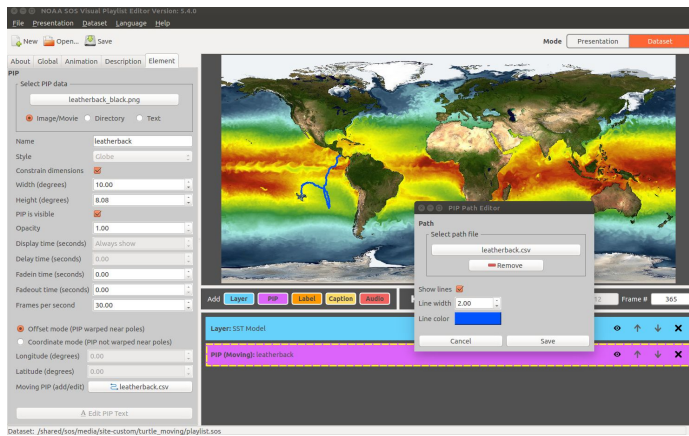 NOAA SOS Visual Playlist Editor Version: 5.4.0
File Presentation Dataset Language Help
New Open... Save
Mode Presentation Dataset
About Global Animation Description Element
PIP
Select PIP data
leatherback_black.png
Image/Movie Directory Text
Name leatherback
Style Globe
Constrain dimensions
Width (degrees) 10.00
Height (degrees) 8.08
PIP is visible
Opacity 1.00
Display time (seconds) Always show
Delay time (seconds) 0.00
Fadein time (seconds) 0.00
Fadeout time (seconds) 0.00
Frames per second 30.00
Offset mode (PIP warped near poles)
Coordinate mode (PIP not warped near poles)
Longitude (degrees) 0.00
Latitude (degrees) 0.00
Moving PIP (add/edit) leatherback.csv
A Edit PIP Text
PIP Path Editor
Path
Select path file
leatherback.csv
Remove
Show lines
Line width 2.00
Line color
Cancel Save
Add Layer PIP Label Caption Audio
Frame # 365
Layer: SST Model
PIP (Moving): leatherback
Dataset: /shared/sos/media/site-custom/turtle_moving/playlist.sos